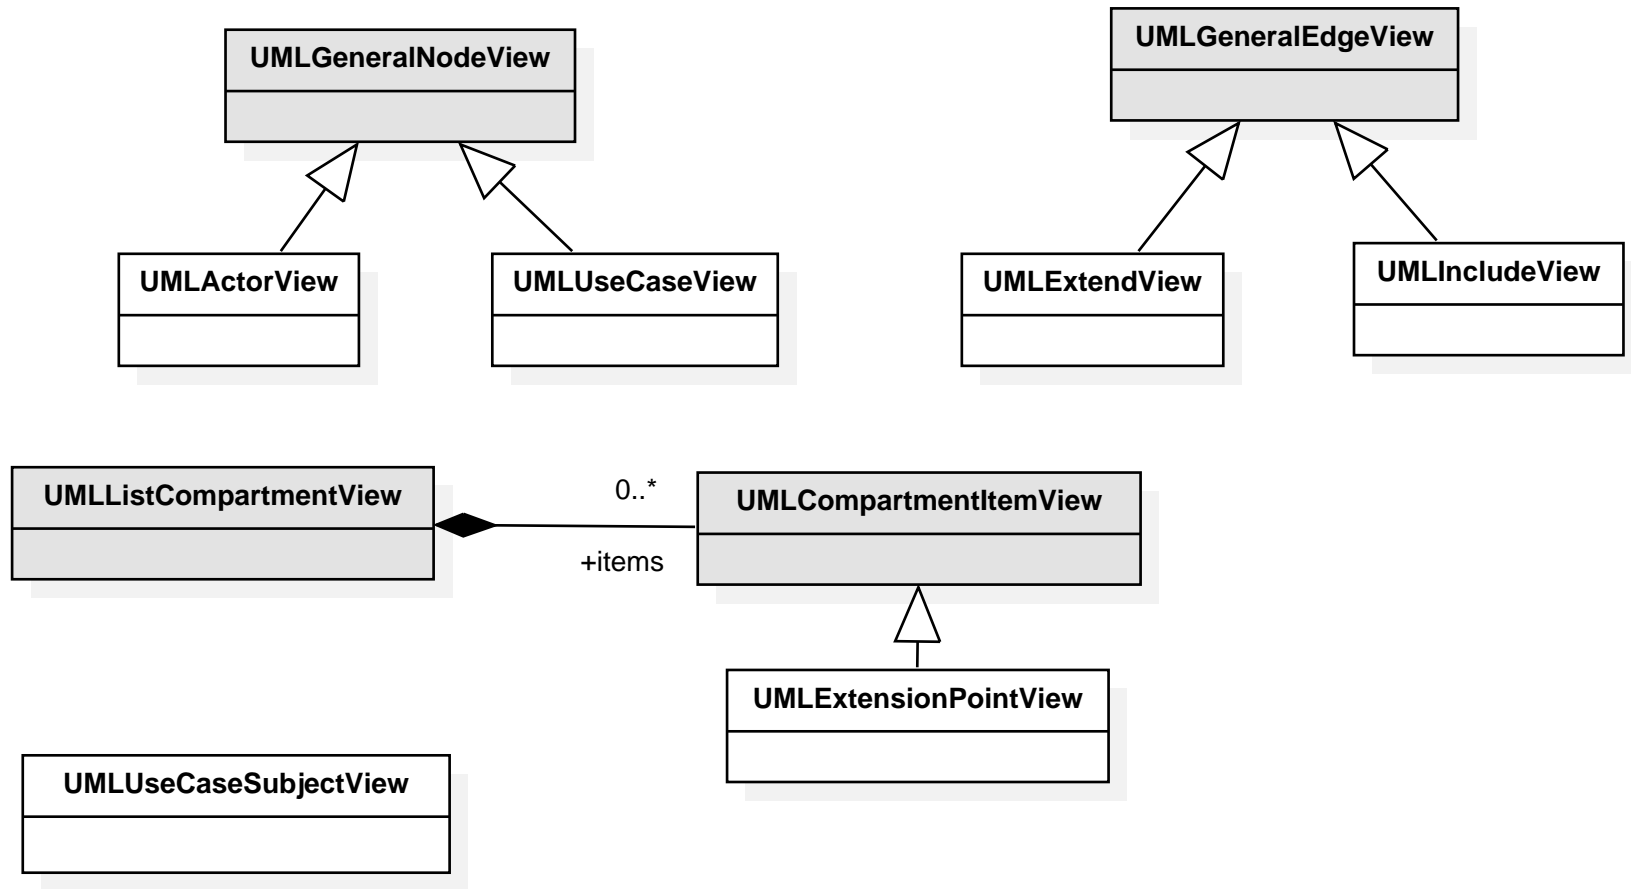 UMLGeneralNodeView
UMLGeneralEdgeView
UMLActorView
UMLUseCaseView
UMLExtendView
UMLIncludeView
UMLListCompartmentView
0..*
+items
UMLCompartmentItemView
UMLExtensionPointView
UMLUseCaseSubjectView